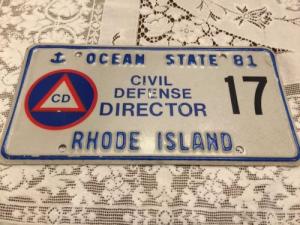 OCEAN STATE 81
CD
CIVIL
DEFENSE
DIRECTOR
17
RHODE ISLAND